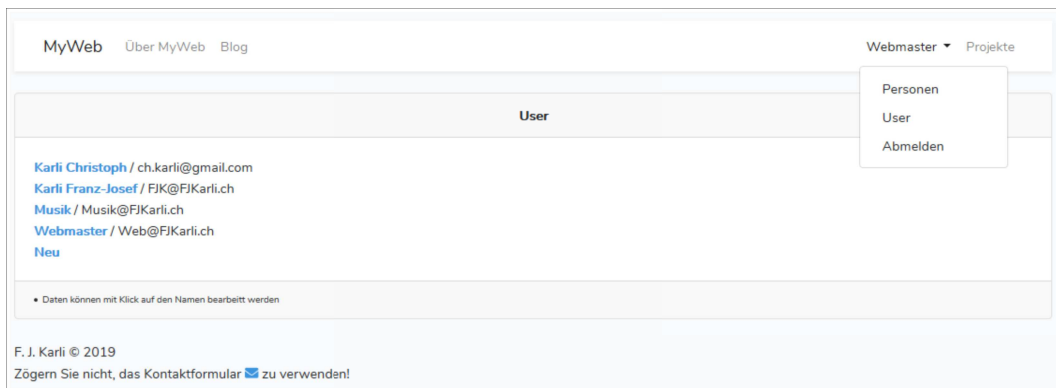 MyWeb Über MyWeb Blog Webmaster Projekte
Personen
User
Abmelden
User
Karli Christoph / ch.karli@gmail.com
Karli Franz-Josef / FJK@FJKarli.ch
Musik / Musik@FJKarli.ch
Webmaster / Web@FJKarli.ch
Neu
• Daten können mit Klick auf den Namen bearbeitt werden
F. J. Karli © 2019
Zögern Sie nicht, das Kontaktformular zu verwenden!